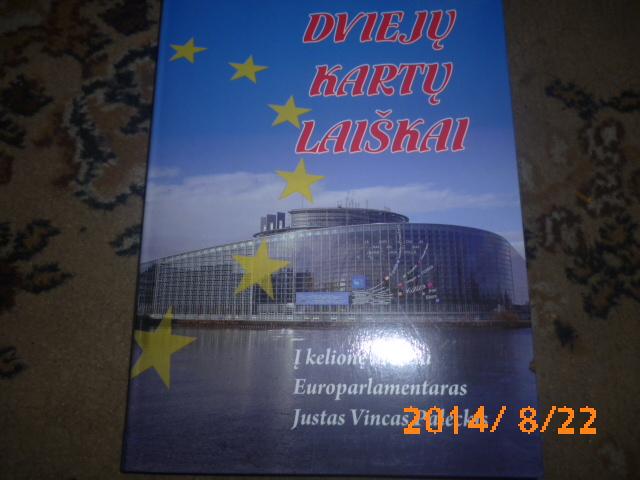 DVIEJŲ
KARTŲ
LAIŠKAI
Į kelionę
Europarlamentaras
Justas Vincas
2014/ 8/22